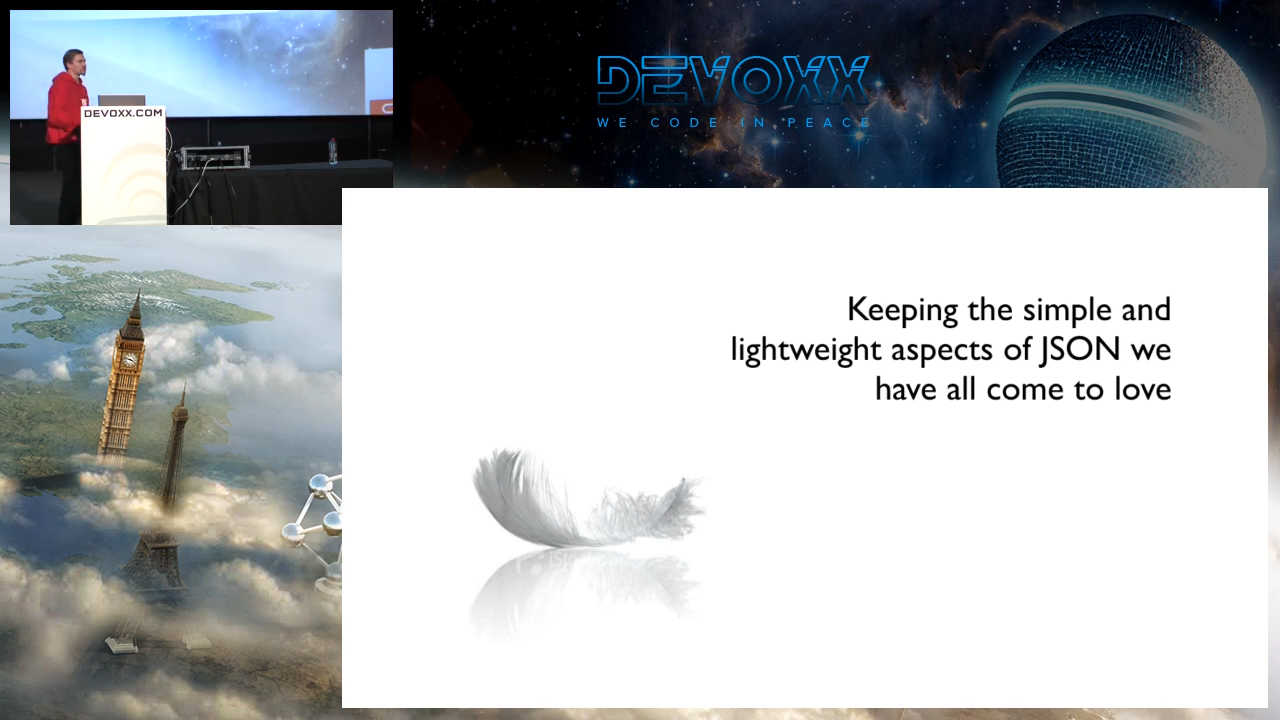 DEVOXX
WE CODE IN PEACE
DEVOXX.COM
Keeping the simple and
lightweight aspects of JSON we
have all come to love